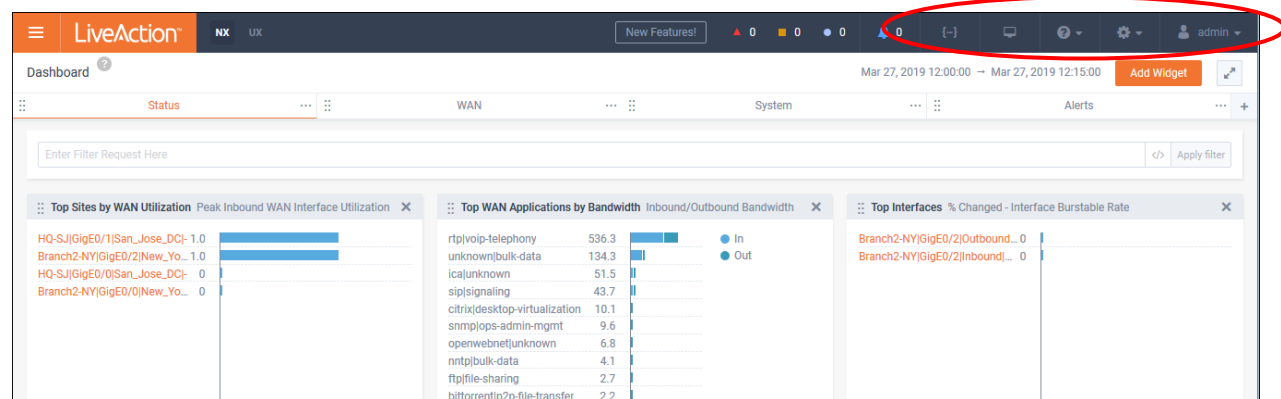 LiveAction™ NX UX New Features! 0 0 0 0 {-} ? admin
Dashboard ? Mar 27, 2019 12:00:00 → Mar 27, 2019 12:15:00 Add Widget
Status ... WAN ... System ... Alerts ... +
Enter Filter Request Here </> Apply filter
Top Sites by WAN Utilization Peak Inbound WAN Interface Utilization ×
HQ-SJ|GigE0/1|San_Jose_DC|- 1.0
Branch2-NY|GigE0/2|New_Yo... 1.0
HQ-SJ|GigE0/0|San_Jose_DC|- 0
Branch2-NY|GigE0/0|New_Yo... 0
Top WAN Applications by Bandwidth Inbound/Outbound Bandwidth ×
rtp|voip-telephony 536.3
unknown|bulk-data 134.3
ica|unknown 51.5
sip|signaling 43.7
citrix|desktop-virtualization 10.1
snmp|ops-admin-mgmt 9.6
openwebnet|unknown 6.8
nntp|bulk-data 4.1
ftp|file-sharing 2.7
bittorrent|p2p-file-transfer 2.2
In
Out
Top Interfaces % Changed - Interface Burstable Rate ×
Branch2-NY|GigE0/2|Outbound... 0
Branch2-NY|GigE0/2|Inbound|... 0